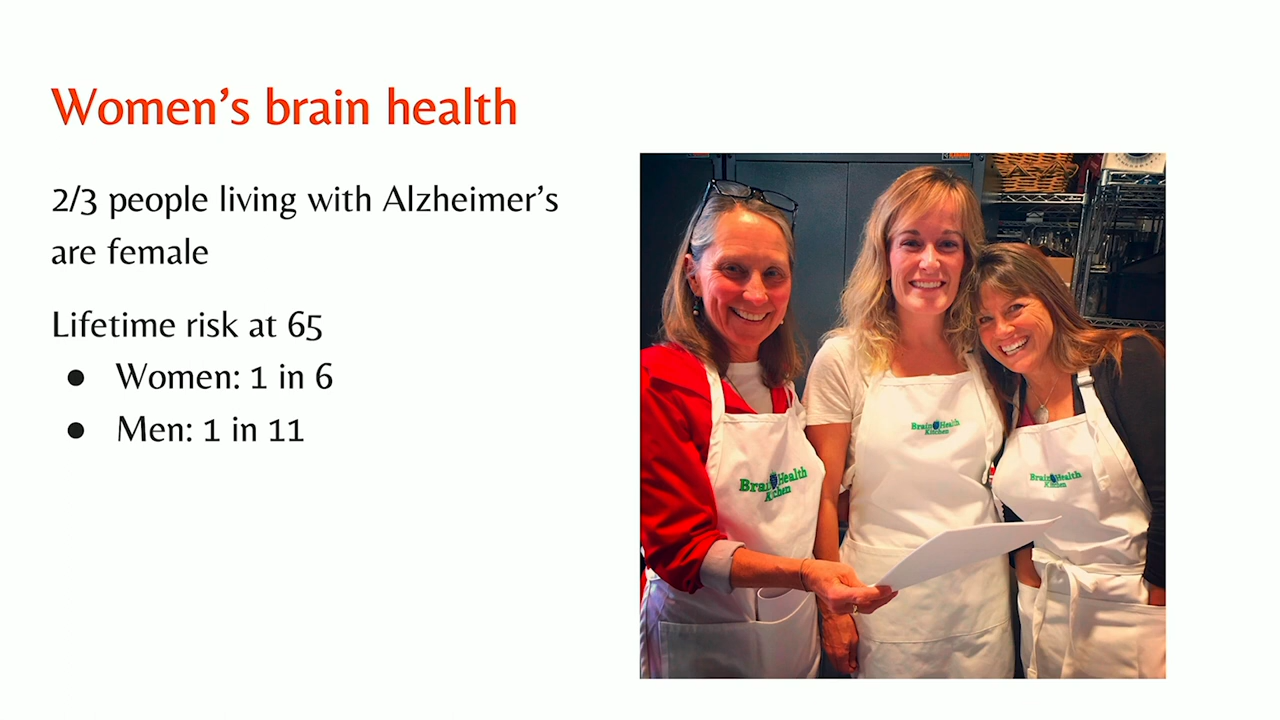 Women's brain health
2/3 people living with Alzheimer's
are female
Lifetime risk at 65
● Women: 1 in 6
● Men: 1 in 11
Brain Health
Kitchen
Brain Health
Kitchen
Brain Health
Kitchen